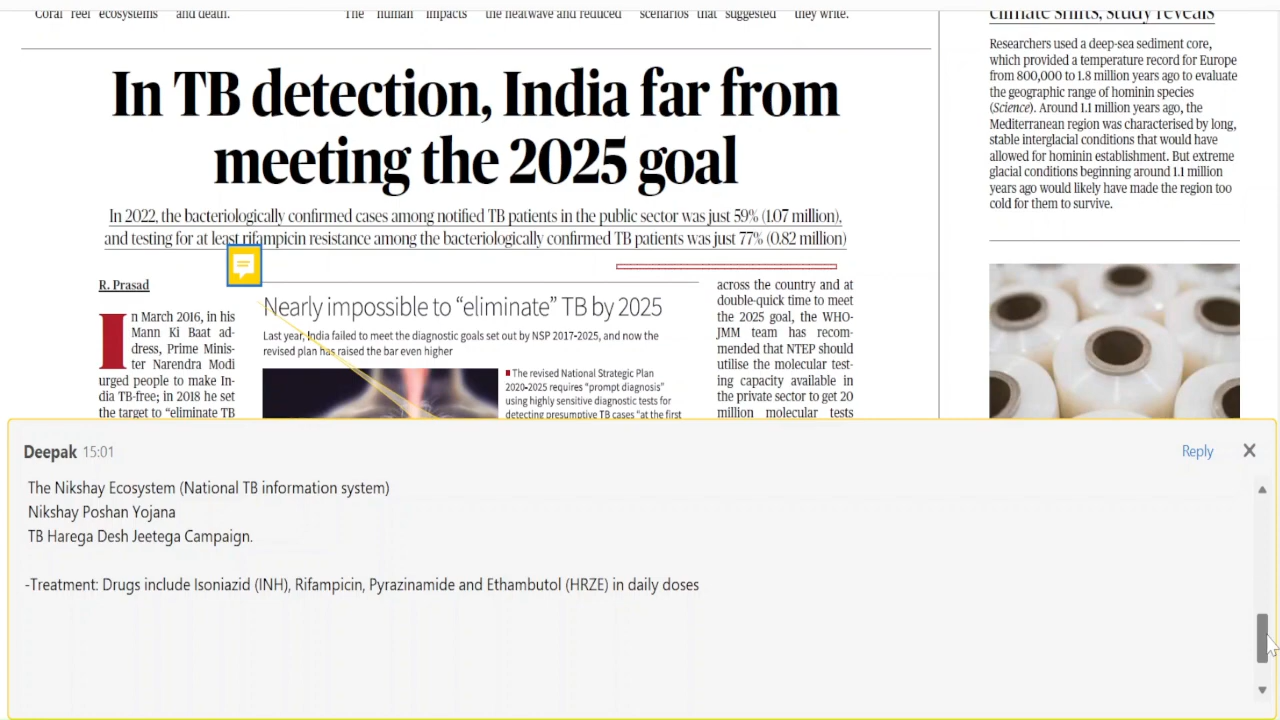 Coral reef ecosystems and death.
The human impacts the heatwave and reduced scenarios that suggested they write.
In TB detection, India far from
meeting the 2025 goal
In 2022, the bacteriologically confirmed cases among notified TB patients in the public sector was just 59% (1.07 million),
and testing for at least rifampicin resistance among the bacteriologically confirmed TB patients was just 77% (0.82 million)
R. Prasad
In March 2016, in his
Mann Ki Baat ad-
dress, Prime Minis-
ter Narendra Modi
urged people to make In-
dia TB-free; in 2018 he set
the target to “eliminate TB
Nearly impossible to “eliminate” TB by 2025
Last year, India failed to meet the diagnostic goals set out by NSP 2017-2025, and now the
revised plan has raised the bar even higher
The revised National Strategic Plan
2020-2025 requires “prompt diagnosis”
using highly sensitive diagnostic tests for
detecting presumptive TB cases “at the first
across the country and at
double-quick time to meet
the 2025 goal, the WHO-
JMM team has recom-
mended that NTEP should
utilise the molecular test-
ing capacity available in
the private sector to get 20
million molecular tests
climate shifts, study reveals
Researchers used a deep-sea sediment core,
which provided a temperature record for Europe
from 800,000 to 1.8 million years ago to evaluate
the geographic range of hominin species
(Science). Around 1.1 million years ago, the
Mediterranean region was characterised by long,
stable interglacial conditions that would have
allowed for hominin establishment. But extreme
glacial conditions beginning around 1.1 million
years ago would likely have made the region too
cold for them to survive.
Deepak 15:01
Reply
The Nikshay Ecosystem (National TB information system)
Nikshay Poshan Yojana
TB Harega Desh Jeetega Campaign.
-Treatment: Drugs include Isoniazid (INH), Rifampicin, Pyrazinamide and Ethambutol (HRZE) in daily doses